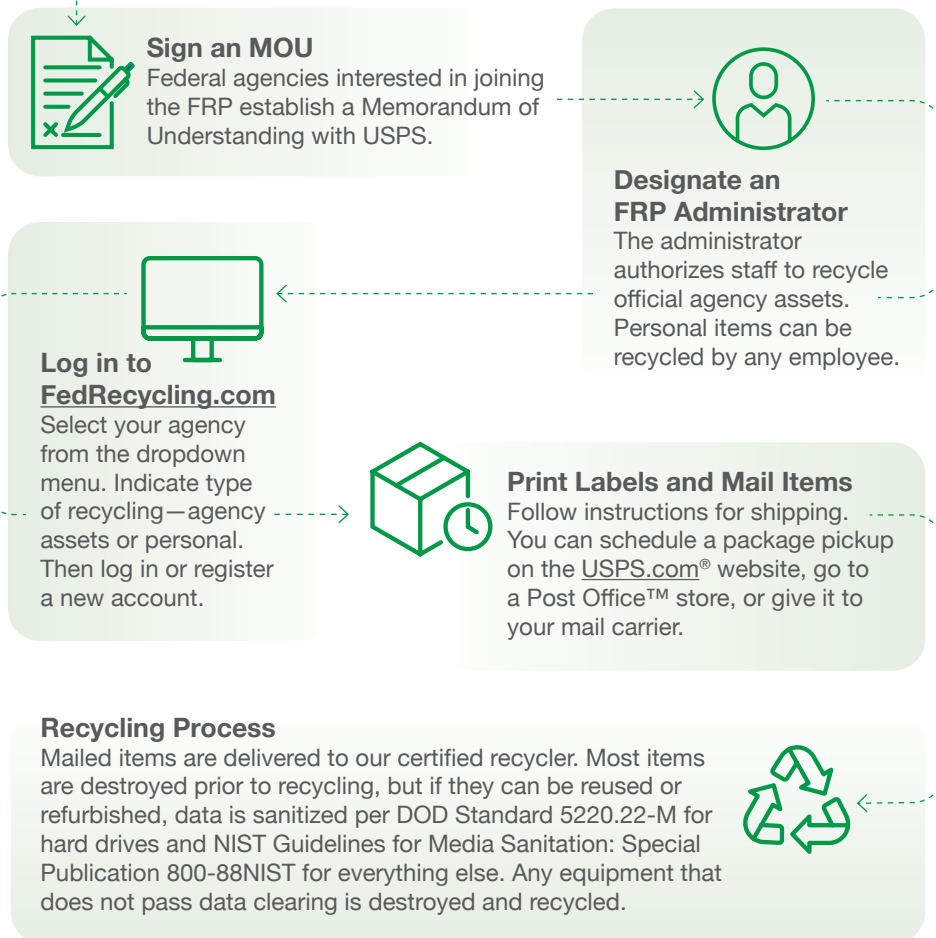 Sign an MOU
Federal agencies interested in joining
the FRP establish a Memorandum of
Understanding with USPS.
Designate an
FRP Administrator
The administrator
authorizes staff to recycle
official agency assets.
Personal items can be
recycled by any employee.
Log in to
FedRecycling.com
Select your agency
from the dropdown
menu. Indicate type
of recycling—agency
assets or personal.
Then log in or register
a new account.
Print Labels and Mail Items
Follow instructions for shipping.
You can schedule a package pickup
on the USPS.com® website, go to
a Post Office™ store, or give it to
your mail carrier.
Recycling Process
Mailed items are delivered to our certified recycler. Most items
are destroyed prior to recycling, but if they can be reused or
refurbished, data is sanitized per DOD Standard 5220.22-M for
hard drives and NIST Guidelines for Media Sanitation: Special
Publication 800-88NIST for everything else. Any equipment that
does not pass data clearing is destroyed and recycled.